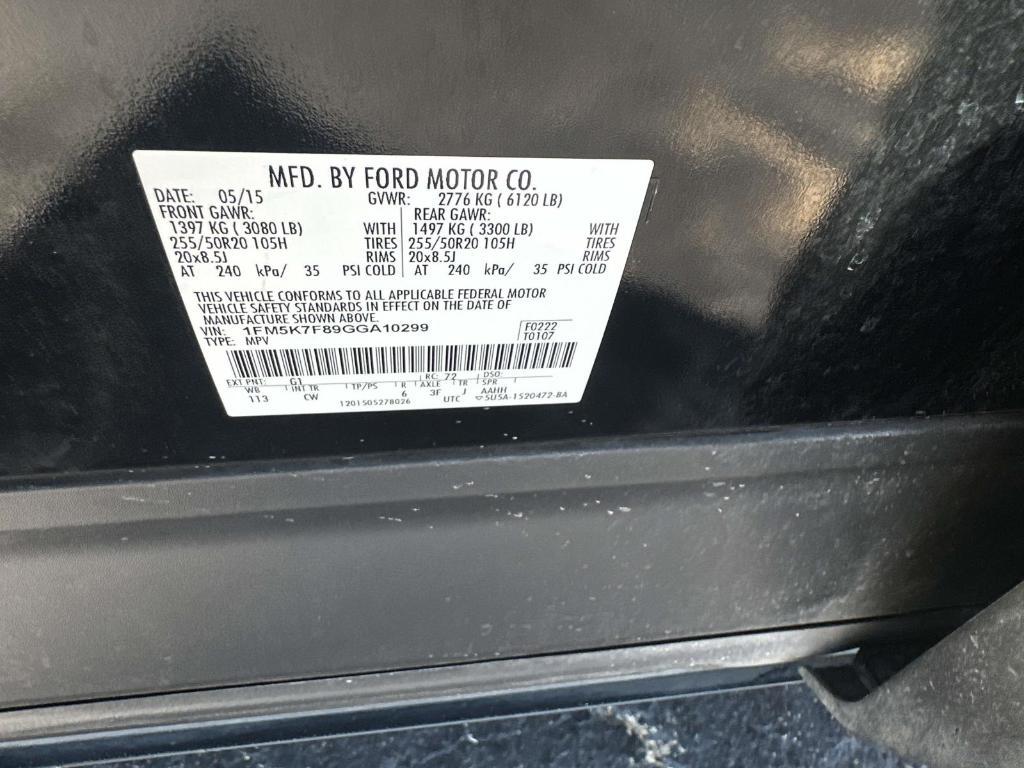 MFD. BY FORD MOTOR CO.
DATE: 05/15 GVWR: 2776 KG ( 6120 LB)
FRONT GAWR: REAR GAWR:
1397 KG ( 3080 LB) WITH 1497 KG ( 3300 LB) WITH
255/50R20 105H TIRES 255/50R20 105H TIRES
20x8.5J RIMS 20x8.5J RIMS
AT 240 kPa/ 35 PSI COLD AT 240 kPa/ 35 PSI COLD
THIS VEHICLE CONFORMS TO ALL APPLICABLE FEDERAL MOTOR
VEHICLE SAFETY STANDARDS IN EFFECT ON THE DATE OF
MANUFACTURE SHOWN ABOVE.
VIN: 1FM5K7F89GGA10299 F0222
TYPE: MPV T0107
EXT PNT: G1 RC: 72 DSO:
WB INT TR TP/PS R AXLE TR SPR
113 CW 6 3F J AAHH
1201505278026 UTC ▽5U5A-1520472-BA